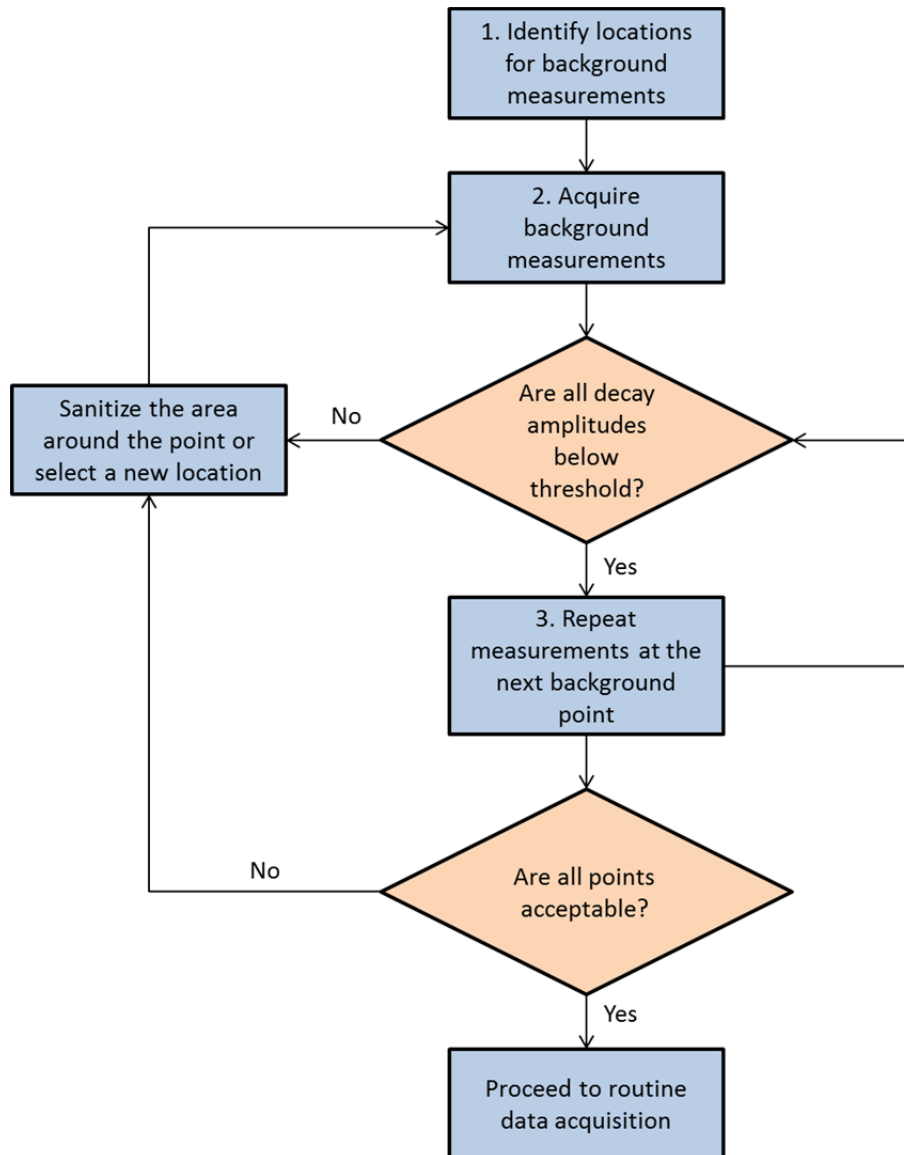 1. Identify locations
for background
measurements
2. Acquire
background
measurements
Are all decay
amplitudes
below
threshold?
No
Sanitize the area
around the point or
select a new location
Yes
3. Repeat
measurements at the
next background
point
Are all points
acceptable?
No
Yes
Proceed to routine
data acquisition